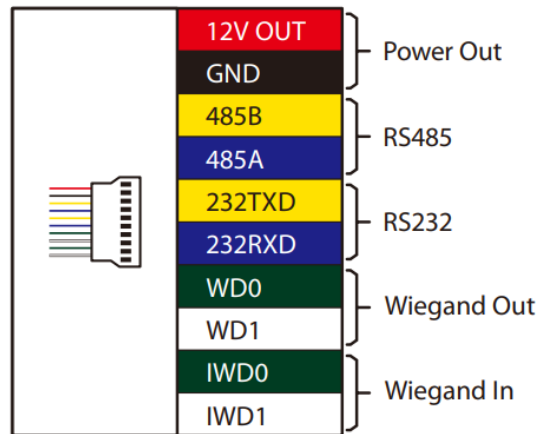 12V OUT
GND
Power Out
485B
485A
RS485
232TXD
232RXD
RS232
WD0
WD1
Wiegand Out
IWD0
IWD1
Wiegand In